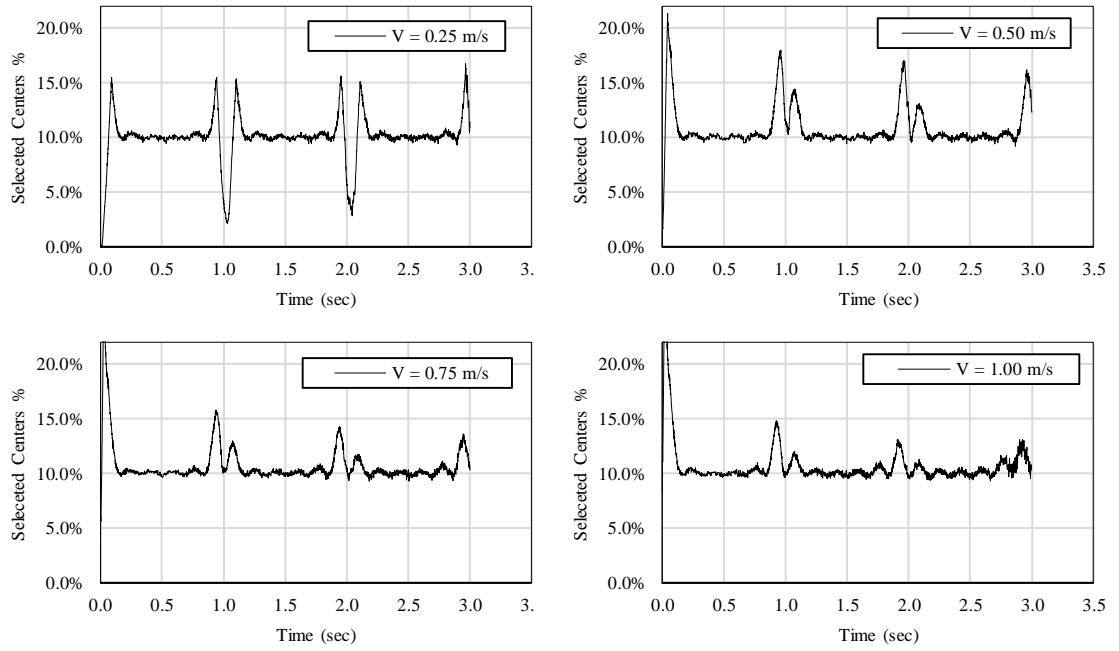 V = 0.25 m/s
Seleceted Centers %
20.0%
15.0%
10.0%
5.0%
0.0%
0.0 0.5 1.0 1.5 2.0 2.5 3.0 3.
Time (sec)
V = 0.50 m/s
Seleceted Centers %
20.0%
15.0%
10.0%
5.0%
0.0%
0.0 0.5 1.0 1.5 2.0 2.5 3.0 3.5
Time (sec)
V = 0.75 m/s
Seleceted Centers %
20.0%
15.0%
10.0%
5.0%
0.0%
0.0 0.5 1.0 1.5 2.0 2.5 3.0 3.
Time (sec)
V = 1.00 m/s
Seleceted Centers %
20.0%
15.0%
10.0%
5.0%
0.0%
0.0 0.5 1.0 1.5 2.0 2.5 3.0 3.5
Time (sec)